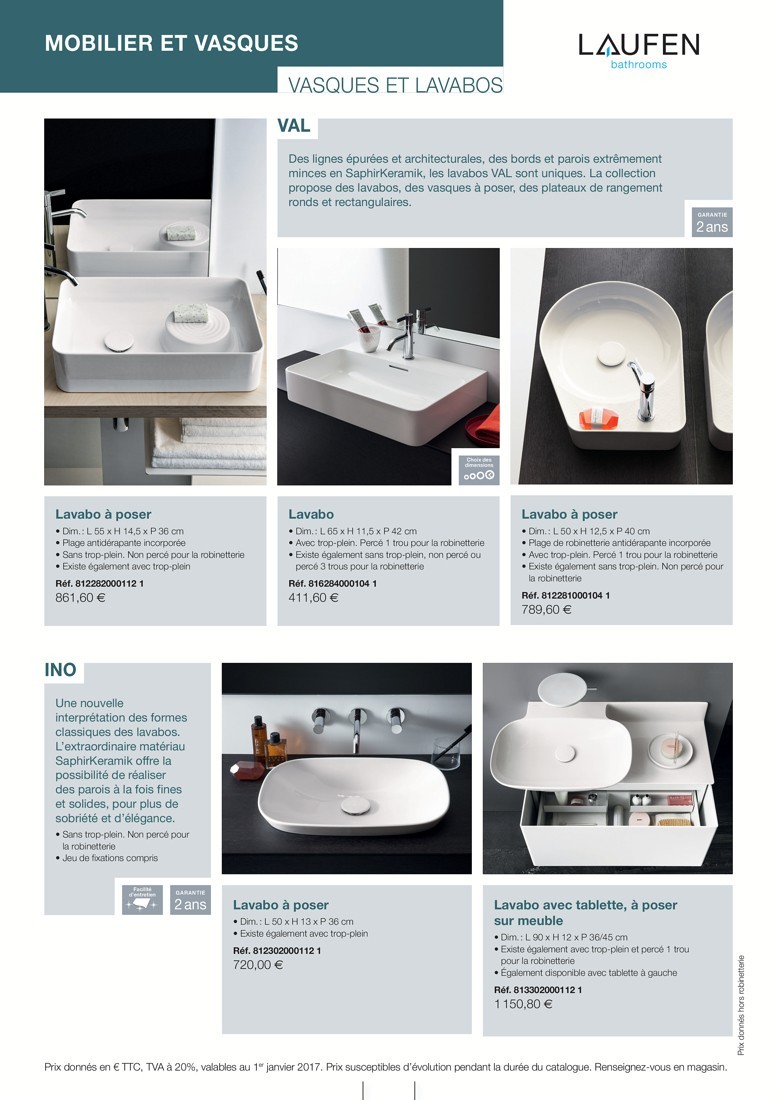 MOBILIER ET VASQUES
LAUFEN
bathrooms
VASQUES ET LAVABOS
VAL
Des lignes épurées et architecturales, des bords et parois extrêmement
minces en SaphirKeramik, les lavabos VAL sont uniques. La collection
propose des lavabos, des vasques à poser, des plateaux de rangement
ronds et rectangulaires.
GARANTIE
2 ans
Choix des
dimensions
Lavabo à poser
• Dim. : L 55 x H 14,5 x P 36 cm
• Plage antidérapante incorporée
• Sans trop-plein. Non percé pour la robinetterie
• Existe également avec trop-plein
Réf. 812282000112 1
861,60 €
Lavabo
• Dim. : L 65 x H 11,5 x P 42 cm
• Avec trop-plein. Percé 1 trou pour la robinetterie
• Existe également sans trop-plein, non percé ou
percé 3 trous pour la robinetterie
Réf. 816284000104 1
411,60 €
Lavabo à poser
• Dim. : L 50 x H 12,5 x P 40 cm
• Plage de robinetterie antidérapante incorporée
• Avec trop-plein. Percé 1 trou pour la robinetterie
• Existe également sans trop-plein. Non percé pour
la robinetterie
Réf. 812281000104 1
789,60 €
INO
Une nouvelle
interprétation des formes
classiques des lavabos.
L'extraordinaire matériau
SaphirKeramik offre la
possibilité de réaliser
des parois à la fois fines
et solides, pour plus de
sobriété et d'élégance.
• Sans trop-plein. Non percé pour
la robinetterie
• Jeu de fixations compris
Facilité
d'entretien
GARANTIE
2 ans
Lavabo à poser
• Dim. : L 50 x H 13 x P 36 cm
• Existe également avec trop-plein
Réf. 812302000112 1
720,00 €
Lavabo avec tablette, à poser
sur meuble
• Dim. : L 90 x H 12 x P 36/45 cm
• Existe également avec trop-plein et percé 1 trou
pour la robinetterie
• Également disponible avec tablette à gauche
Réf. 813302000112 1
1 150,80 €
Prix donnés hors robinetterie
Prix donnés en € TTC, TVA à 20%, valables au 1er janvier 2017. Prix susceptibles d'évolution pendant la durée du catalogue. Renseignez-vous en magasin.